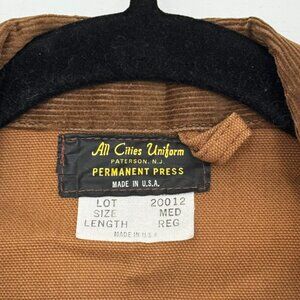 All Cities Uniform
PATERSON, N.J.
PERMANENT PRESS
MADE IN U.S.A.
LOT 20012
SIZE MED
LENGTH REG
MADE IN U.S.A